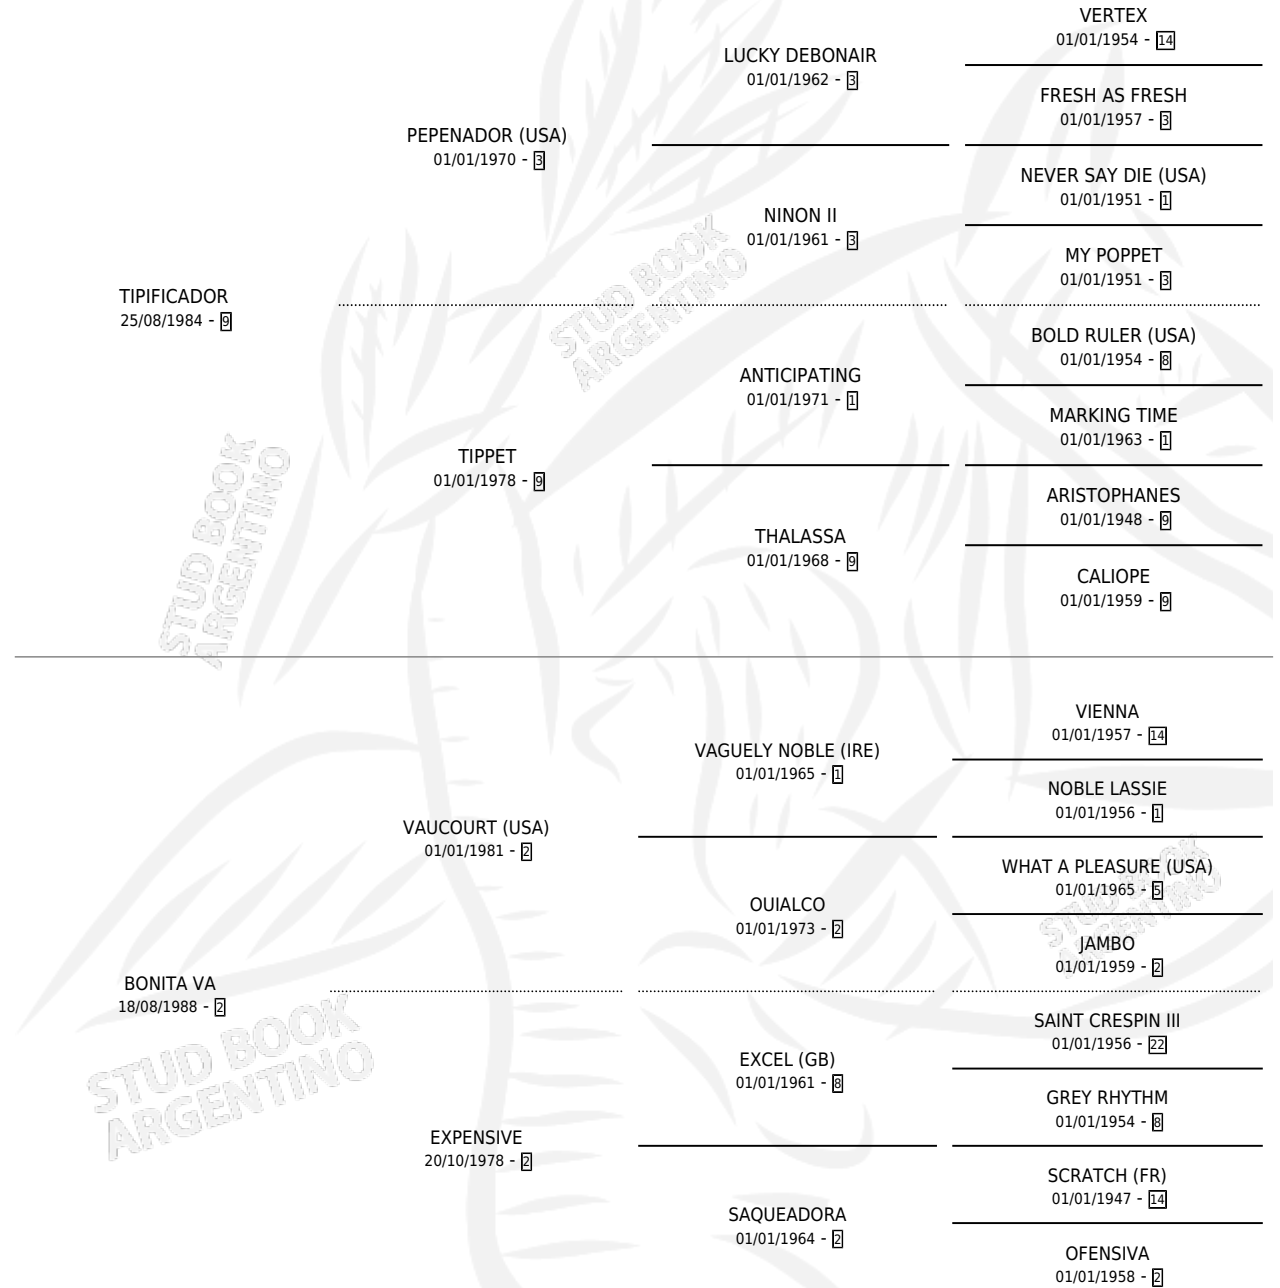 VERTEX
01/01/1954 - 14
LUCKY DEBONAIR
01/01/1962 - 3
FRESH AS FRESH
01/01/1957 - 3
PEPENADOR (USA)
01/01/1970 - 3
NEVER SAY DIE (USA)
01/01/1951 - 1
NINON II
01/01/1961 - 3
MY POPPET
01/01/1951 - 3
STUD BOOK
ARGENTINO
TIPIFICADOR
25/08/1984 - 9
BOLD RULER (USA)
01/01/1954 - 8
ANTICIPATING
01/01/1971 - 1
MARKING TIME
01/01/1963 - 1
TIPPET
01/01/1978 - 9
ARISTOPHANES
01/01/1948 - 9
THALASSA
01/01/1968 - 9
CALIOPE
01/01/1959 - 9
STUD BOOK
ARGENTINO
VIENNA
01/01/1957 - 14
VAGUELY NOBLE (IRE)
01/01/1965 - 1
NOBLE LASSIE
01/01/1956 - 1
VAUCOURT (USA)
01/01/1981 - 2
WHAT A PLEASURE (USA)
01/01/1965 - 5
OUIALCO
01/01/1973 - 2
STUD BOOK
ARGENTINO
JAMBO
01/01/1959 - 2
BONITA VA
18/08/1988 - 2
SAINT CRESPIN III
01/01/1956 - 22
EXCEL (GB)
01/01/1961 - 8
GREY RHYTHM
01/01/1954 - 8
STUD BOOK
ARGENTINO
EXPENSIVE
20/10/1978 - 2
SCRATCH (FR)
01/01/1947 - 14
SAQUEADORA
01/01/1964 - 2
OFENSIVA
01/01/1958 - 2